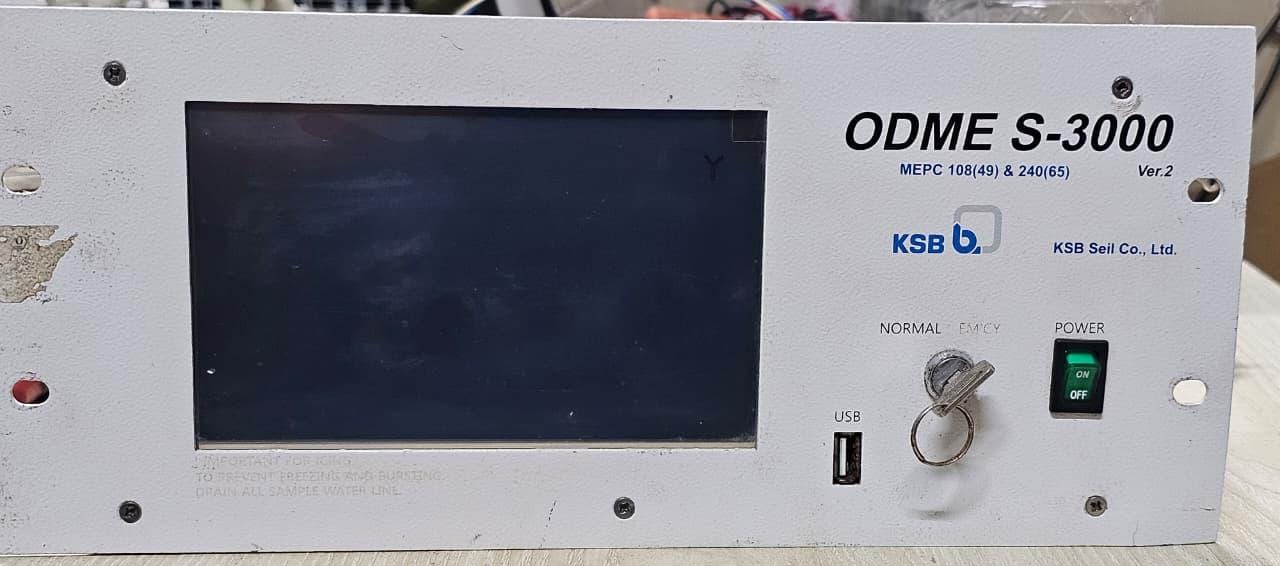 ODME S-3000
MEPC 108(49) & 240(65)
Ver.2
KSB b.
KSB Seil Co., Ltd.
NORMAL EM'CY
POWER
ON
OFF
USB
Y
IMPORTANT FOR ICING
TO PREVENT FREEZING AND BURSTING
DRAIN ALL SAMPLE WATER LINE.